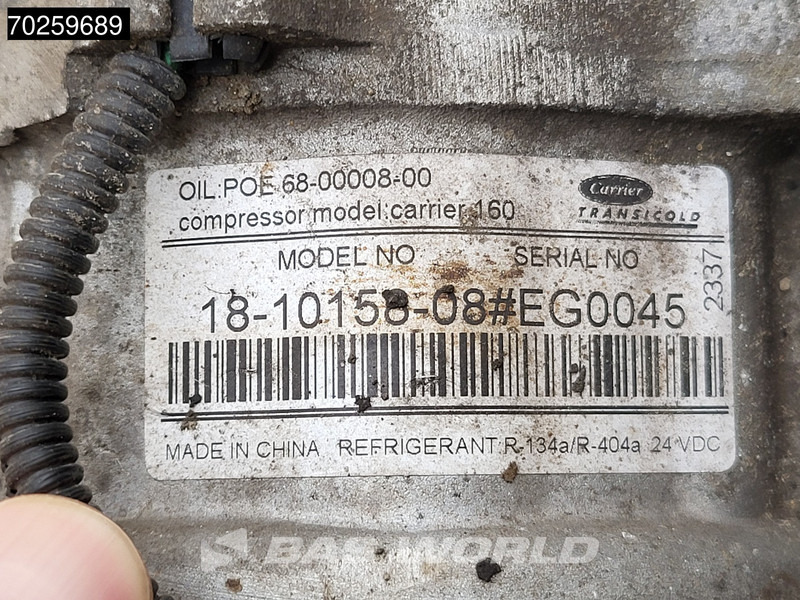 70259689
OIL:POE 68-00008-00
compressor model:carrier 160
Carrier
TRANSICOLD
MODEL NO SERIAL NO
18-10158-08#EG0045
2337
MADE IN CHINA REFRIGERANT:R-134a/R-404a 24 VDC
BAS WORLD